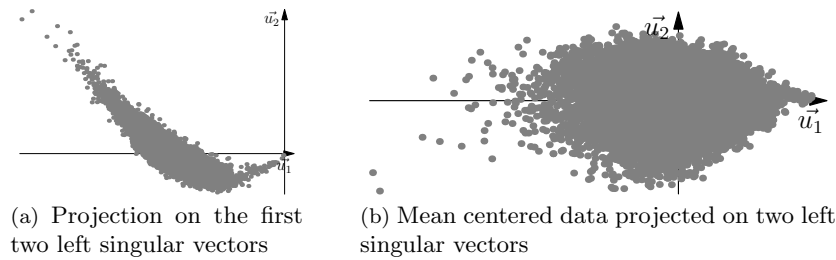 u⃗2
u⃗1
u⃗2
u⃗1
(a) Projection on the first
two left singular vectors
(b) Mean centered data projected on two left
singular vectors